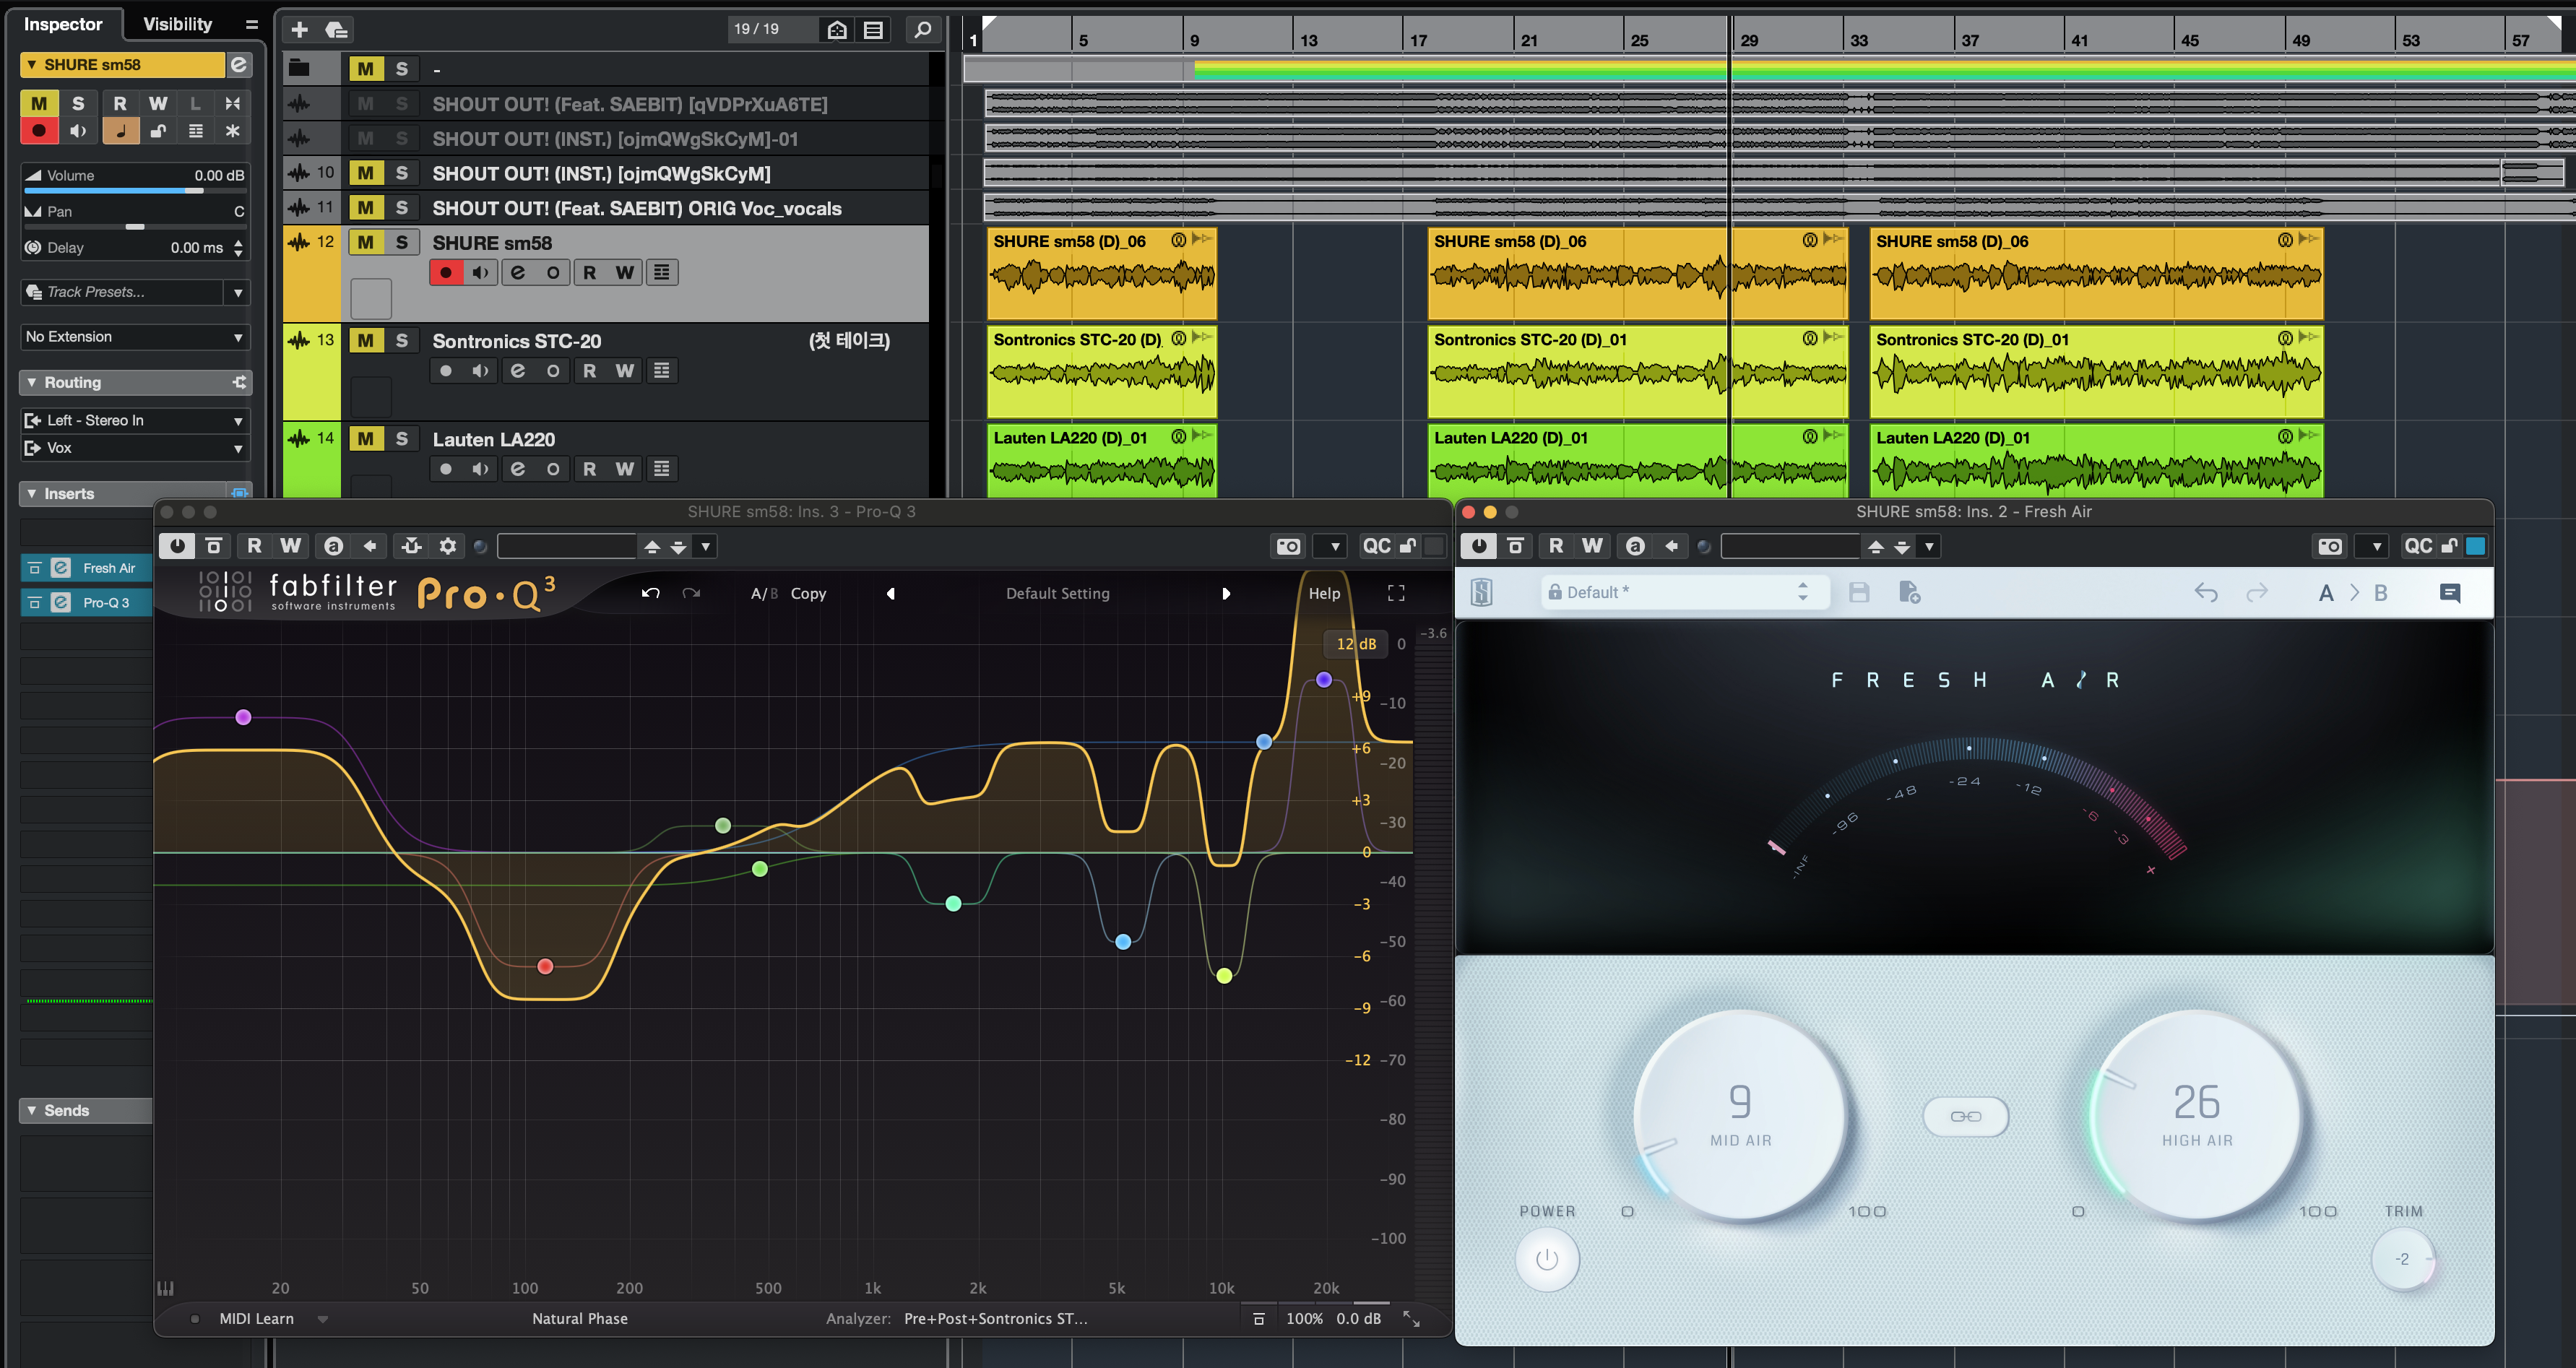 Inspector
Visibility
19 / 19
1 5 9 13 17 21 25 29 33 37 41 45 49 53 57
SHURE sm58
M S R W L
Volume 0.00 dB
Pan C
Delay 0.00 ms
Track Presets...
No Extension
Routing
Left - Stereo In
Vox
Inserts
Fresh Air
Pro-Q 3
Sends
M S -
M S SHOUT OUT! (Feat. SAEBIT) [qVDPrXuA6TE]
M S SHOUT OUT! (INST.) [ojmQWgSkCyM]-01
10 M S SHOUT OUT! (INST.) [ojmQWgSkCyM]
11 M S SHOUT OUT! (Feat. SAEBIT) ORIG Voc_vocals
12 M S SHURE sm58
R W
13 M S Sontronics STC-20 (첫 테이크)
R W
14 M S Lauten LA220
R W
SHURE sm58 (D)_06 SHURE sm58 (D)_06 SHURE sm58 (D)_06
Sontronics STC-20 (D) Sontronics STC-20 (D)_01 Sontronics STC-20 (D)_01
Lauten LA220 (D)_01 Lauten LA220 (D)_01 Lauten LA220 (D)_01
SHURE sm58: Ins. 3 - Pro-Q 3
R W a QC
fabfilter
software instruments
Pro·Q3
A/B Copy
Default Setting
Help
12 dB
0 -3.6
+9 -10
+6 -20
+3 -30
0 -40
-3 -50
-6 -60
-9
-12 -70
-80
-90
-100
20 50 100 200 500 1k 2k 5k 10k 20k
MIDI Learn
Natural Phase
Analyzer: Pre+Post+Sontronics ST...
100% 0.0 dB
SHURE sm58: Ins. 2 - Fresh Air
R W a QC
Default *
A > B
FRESH AIR
-INF -96 -48 -24 -12 -6 -3 +
9
MID AIR
26
HIGH AIR
POWER 0 100 0 100 TRIM
-2